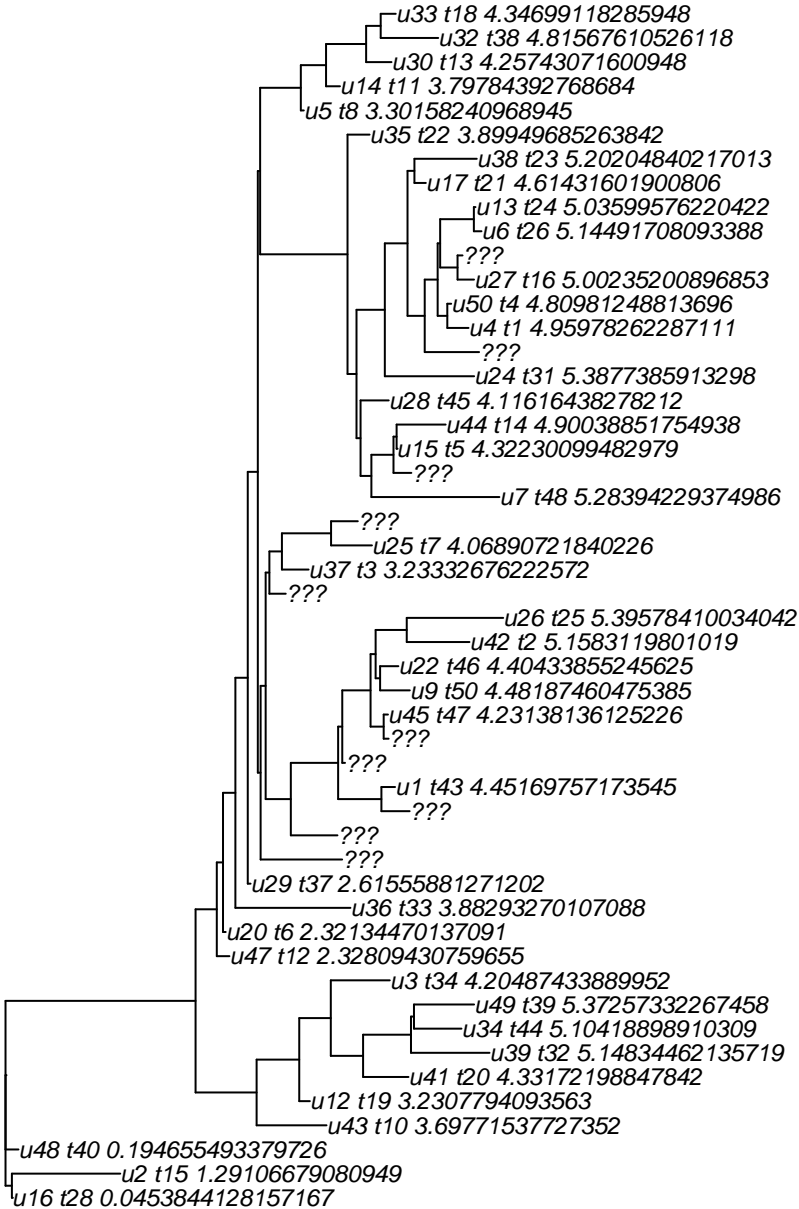 u33 t18 4.34699118285948
u32 t38 4.81567610526118
u30 t13 4.25743071600948
u14 t11 3.79784392768684
u5 t8 3.30158240968945
u35 t22 3.89949685263842
u38 t23 5.20204840217013
u17 t21 4.61431601900806
u13 t24 5.03599576220422
u6 t26 5.14491708093388
???
u27 t16 5.00235200896853
u50 t4 4.80981248813696
u4 t1 4.95978262287111
???
u24 t31 5.3877385913298
u28 t45 4.11616438278212
u44 t14 4.90038851754938
u15 t5 4.32230099482979
???
u7 t48 5.28394229374986
???
u25 t7 4.06890721840226
u37 t3 3.23332676222572
???
u26 t25 5.39578410034042
u42 t2 5.1583119801019
u22 t46 4.40433855245625
u9 t50 4.48187460475385
u45 t47 4.23138136125226
???
???
u1 t43 4.45169757173545
???
???
???
u29 t37 2.61555881271202
u36 t33 3.88293270107088
u20 t6 2.32134470137091
u47 t12 2.32809430759655
u3 t34 4.20487433889952
u49 t39 5.37257332267458
u34 t44 5.10418898910309
u39 t32 5.14834462135719
u41 t20 4.33172198847842
u12 t19 3.2307794093563
u43 t10 3.69771537727352
u48 t40 0.194655493379726
u2 t15 1.29106679080949
u16 t28 0.0453844128157167